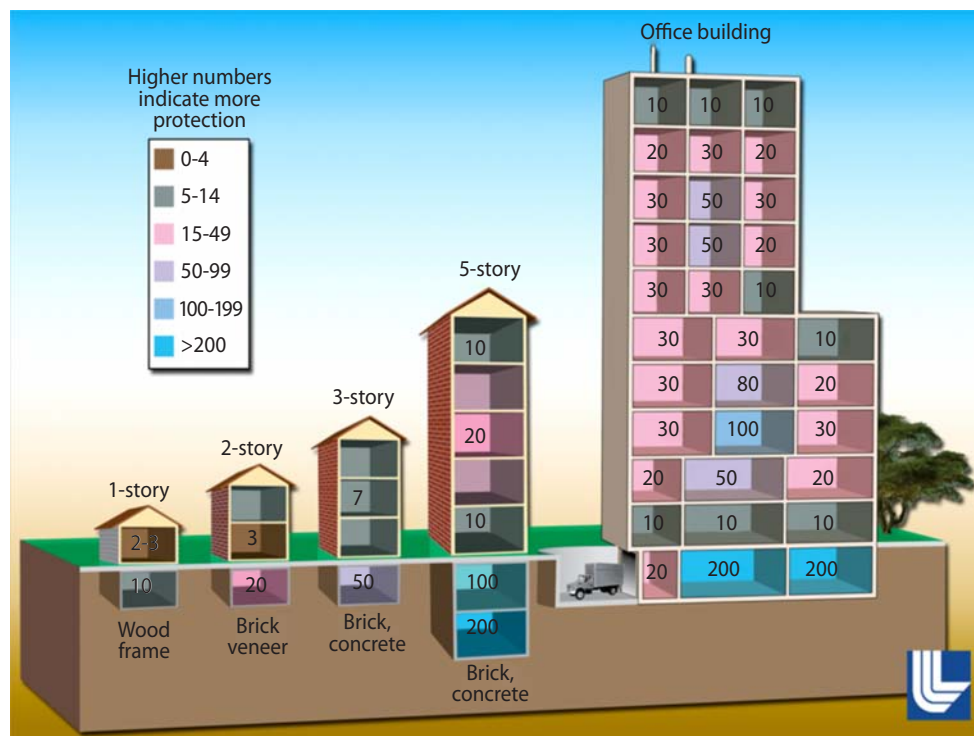 Office building
Higher numbers
indicate more
protection
0-4
5-14
15-49
50-99
100-199
>200
10 10 10
20 30 20
30 50 30
30 50 20
30 30 10
30 30 10
30 80 20
30 100 30
20 50 20
10 10 10
20 200 200
5-story
10
20
10
100
200
Brick,
concrete
3-story
7
50
Brick,
concrete
2-story
3
20
Brick
veneer
1-story
2-3
10
Wood
frame